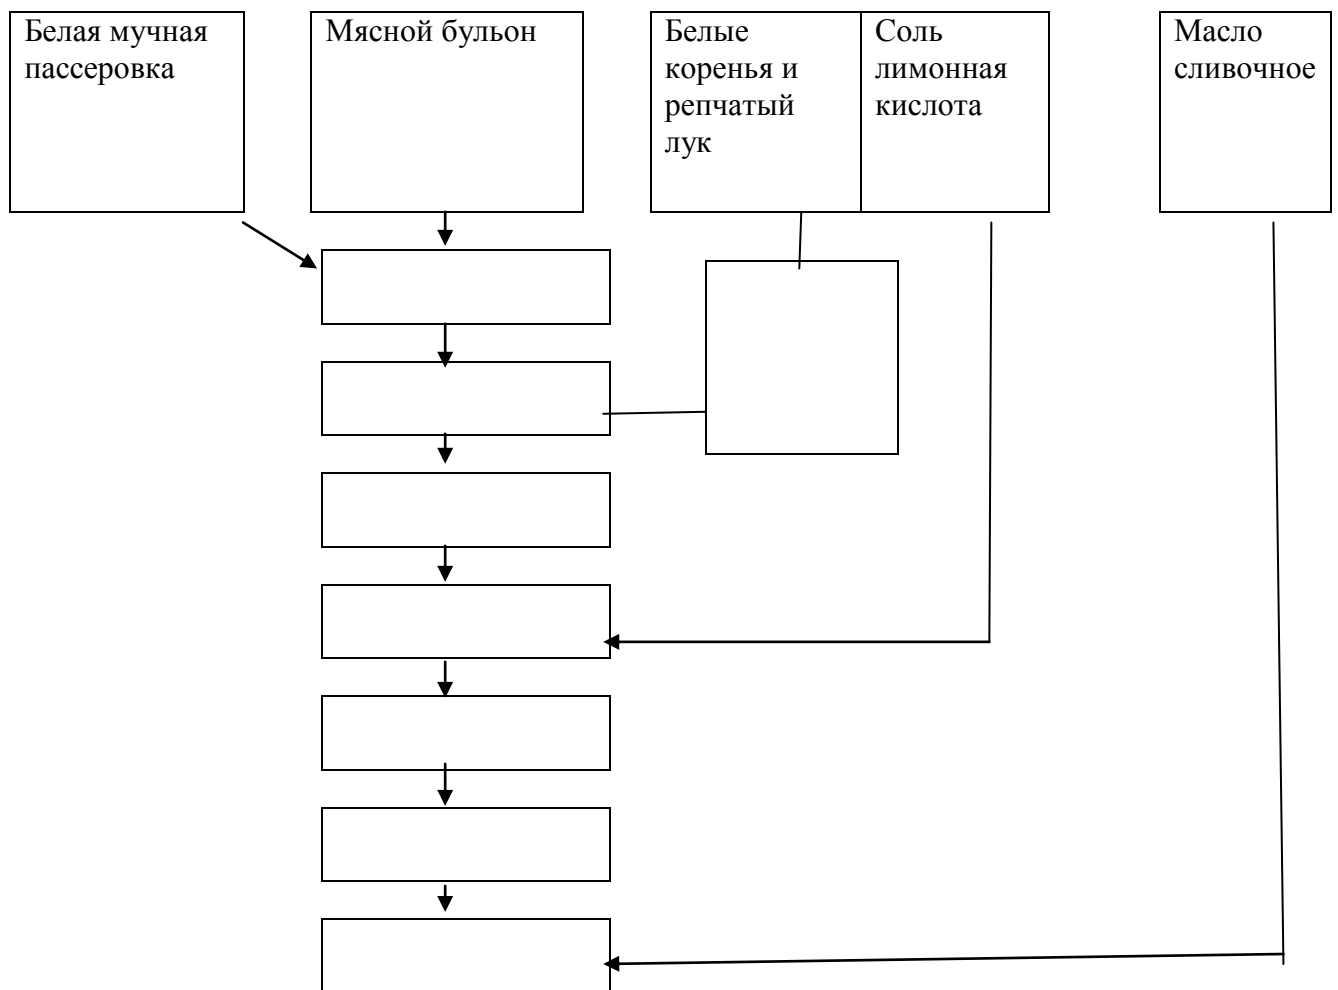 Белая мучная
пассеровка
Мясной бульон
Белые
коренья и
репчатый
лук
Соль
лимонная
кислота
Масло
сливочное